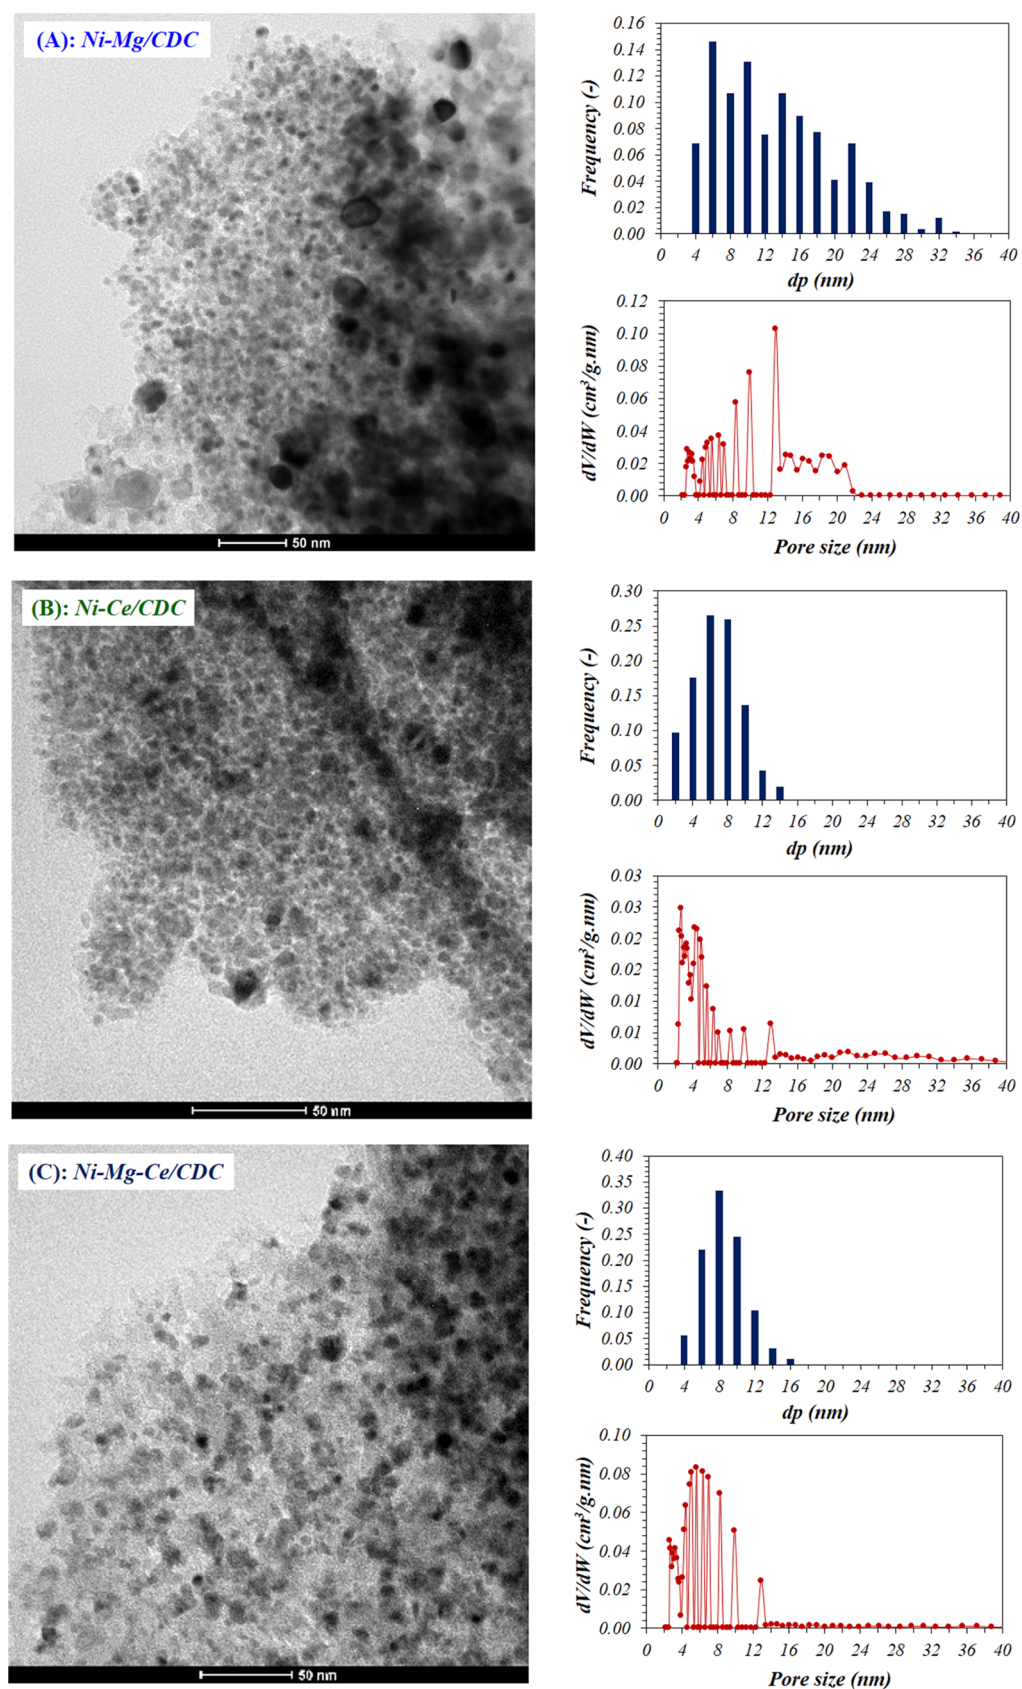 (A): Ni-Mg/CDC
50 nm
Frequency (-)
0.16
0.14
0.12
0.10
0.08
0.06
0.04
0.02
0.00
0 4 8 12 16 20 24 28 32 36 40
dp (nm)
dV/dW (cm³/g.nm)
0.12
0.10
0.08
0.06
0.04
0.02
0.00
0 4 8 12 16 20 24 28 32 36 40
Pore size (nm)
(B): Ni-Ce/CDC
50 nm
Frequency (-)
0.30
0.25
0.20
0.15
0.10
0.05
0.00
0 4 8 12 16 20 24 28 32 36 40
dp (nm)
dV/dW (cm³/g.nm)
0.03
0.03
0.02
0.02
0.01
0.01
0.00
0 4 8 12 16 20 24 28 32 36 40
Pore size (nm)
(C): Ni-Mg-Ce/CDC
50 nm
Frequency (-)
0.40
0.35
0.30
0.25
0.20
0.15
0.10
0.05
0.00
0 4 8 12 16 20 24 28 32 36 40
dp (nm)
dV/dW (cm³/g.nm)
0.10
0.08
0.06
0.04
0.02
0.00
0 4 8 12 16 20 24 28 32 36 40
Pore size (nm)